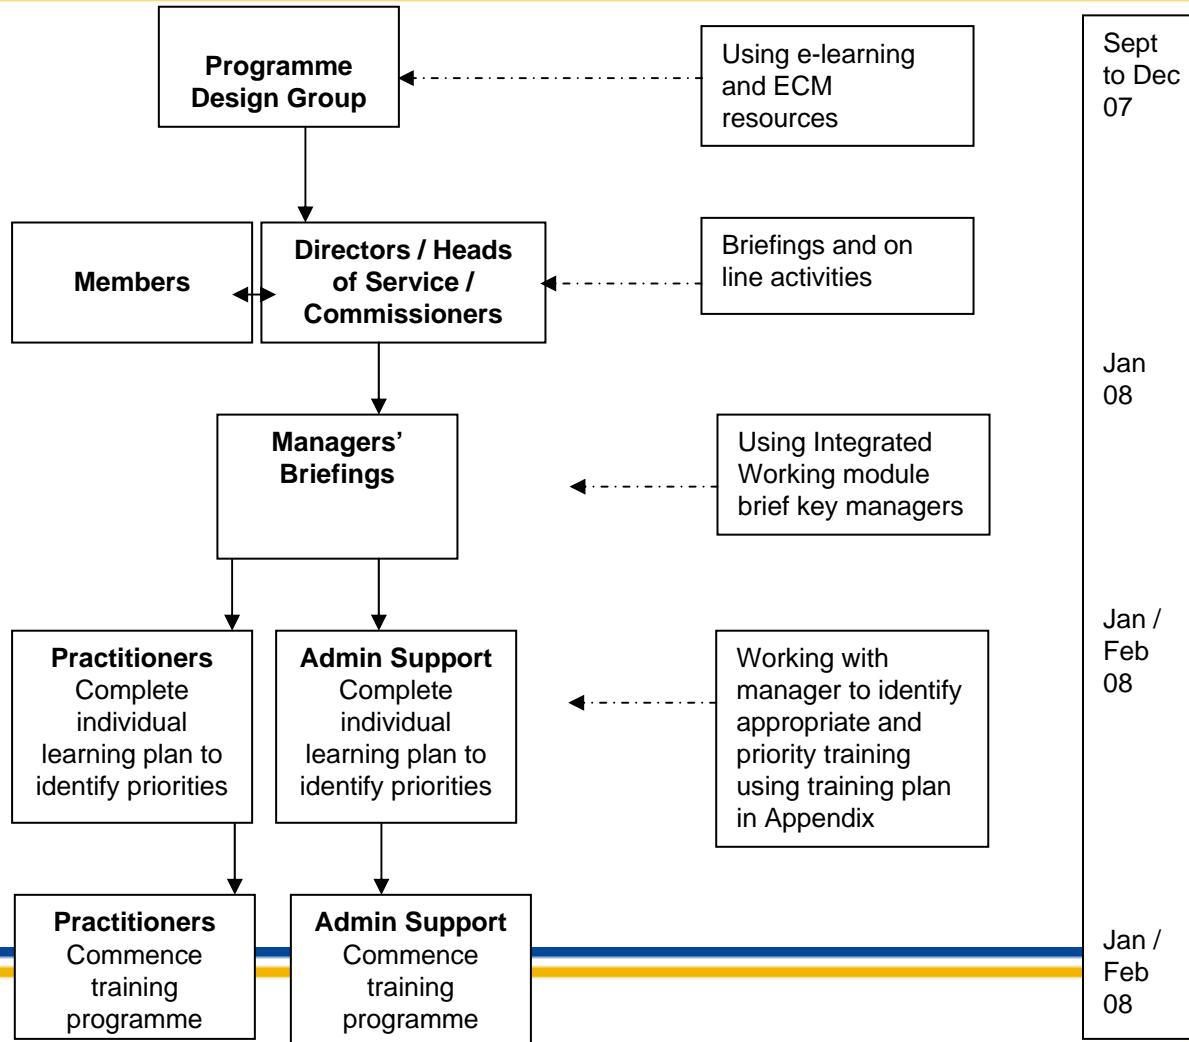 Programme
Design Group
Using e-learning
and ECM
resources
Sept
to Dec
07
Members
Directors / Heads
of Service /
Commissioners
Briefings and on
line activities
Jan
08
Managers’
Briefings
Using Integrated
Working module
brief key managers
Practitioners
Complete
individual
learning plan to
identify priorities
Admin Support
Complete
individual
learning plan to
identify priorities
Working with
manager to identify
appropriate and
priority training
using training plan
in Appendix
Jan /
Feb
08
Practitioners
Commence
training
programme
Admin Support
Commence
training
programme
Jan /
Feb
08